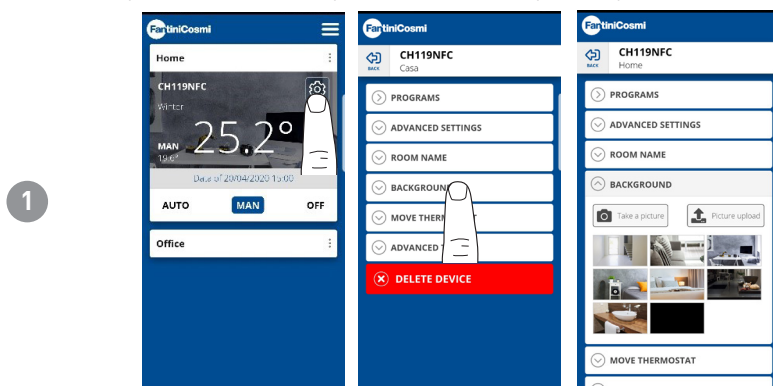 1
FantiniCosmi
Home
CH119NFC
Winter
25.2°
MAN
19.6°
Data of 20/04/2020 15:00
AUTO MAN OFF
Office
FantiniCosmi
BACK
CH119NFC
Casa
PROGRAMS
ADVANCED SETTINGS
ROOM NAME
BACKGROUN
MOVE THERM
ADVANCED
DELETE DEVICE
FantiniCosmi
BACK
CH119NFC
Home
PROGRAMS
ADVANCED SETTINGS
ROOM NAME
BACKGROUND
Take a picture Picture upload
MOVE THERMOSTAT